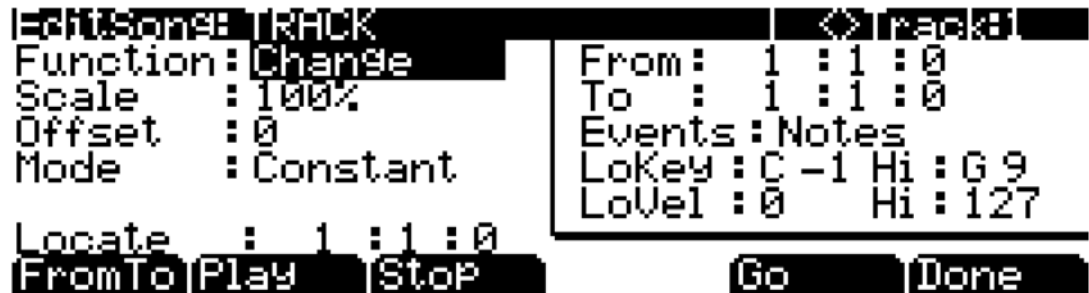 EditSong: TRACK <>Track:1
Function:Change From: 1 :1:0
Scale :100% To : 1 :1:0
Offset :0 Events:Notes
Mode :Constant LoKey:C -1 Hi:G 9
LoVel :0 Hi:127
Locate : 1 :1:0
FromTo Play Stop Go Done